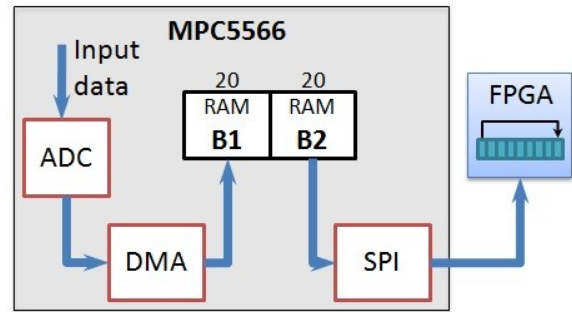 MPC5566
Input
data
20
20
RAM
RAM
B1
B2
FPGA
ADC
DMA
SPI